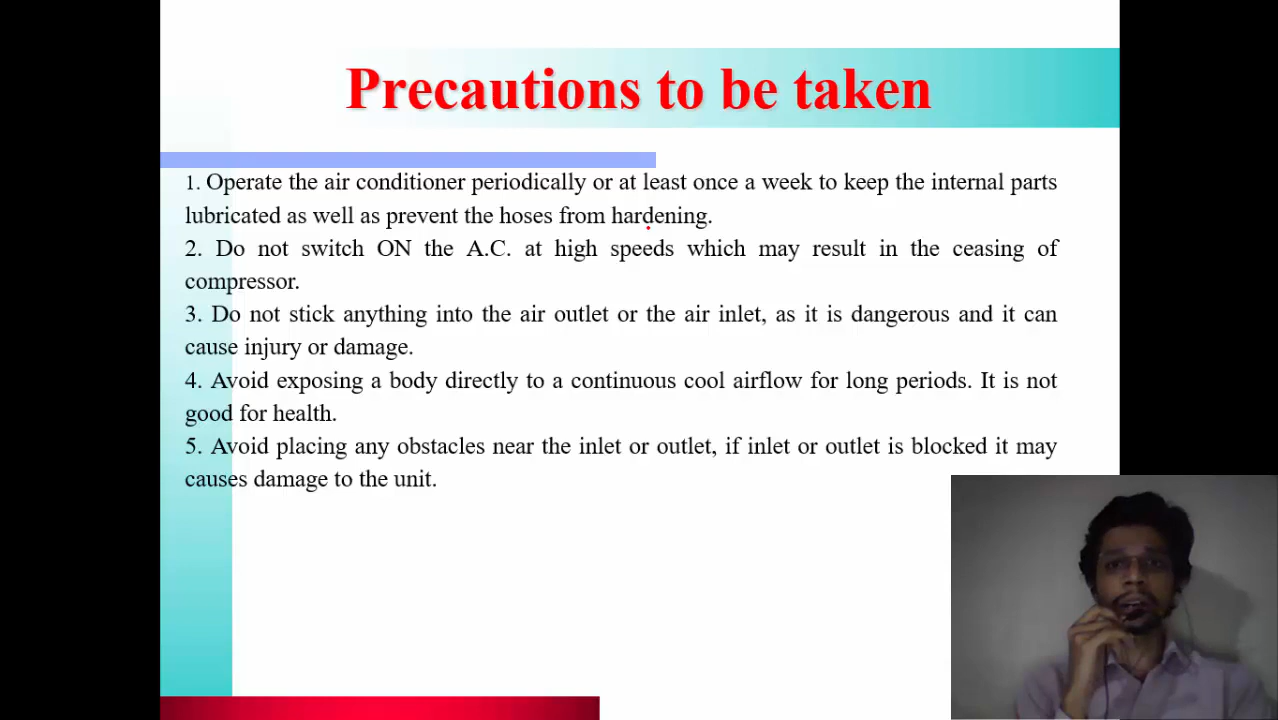 Precautions to be taken
1. Operate the air conditioner periodically or at least once a week to keep the internal parts
lubricated as well as prevent the hoses from hardening.
2. Do not switch ON the A.C. at high speeds which may result in the ceasing of
compressor.
3. Do not stick anything into the air outlet or the air inlet, as it is dangerous and it can
cause injury or damage.
4. Avoid exposing a body directly to a continuous cool airflow for long periods. It is not
good for health.
5. Avoid placing any obstacles near the inlet or outlet, if inlet or outlet is blocked it may
causes damage to the unit.